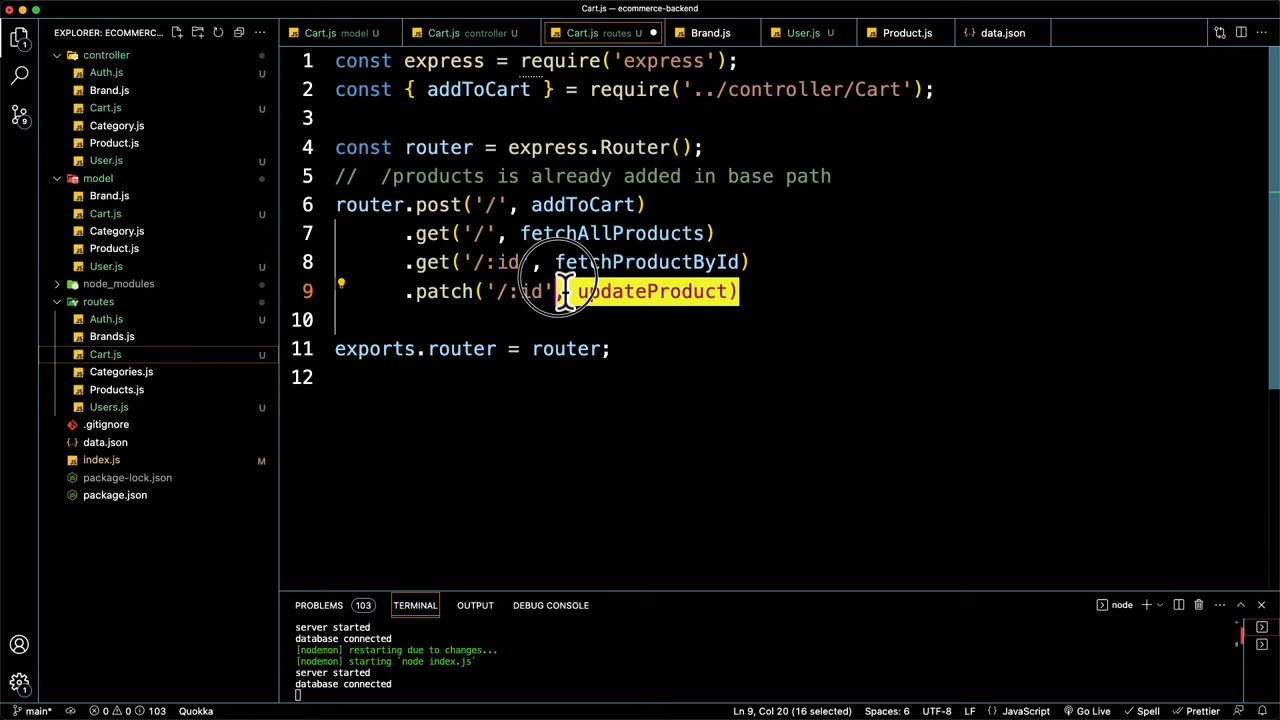 Cart.js - ecommerce-backend
EXPLORER: ECOMMERC...
Cart.js model U
Cart.js controller U
Cart.js routes U
Brand.js
User.js U
Product.js
data.json
controller
Auth.js U
Brand.js
Cart.js U
Category.js
Product.js
User.js U
model
Brand.js
Cart.js U
Category.js
Product.js
User.js U
node_modules
routes
Auth.js U
Brands.js
Cart.js U
Categories.js
Products.js
Users.js U
.gitignore
data.json
index.js M
package-lock.json
package.json
1 const express = require('express');
2 const { addToCart } = require('../controller/Cart');
3
4 const router = express.Router();
5 //  /products is already added in base path
6 router.post('/', addToCart)
7 .get('/', fetchAllProducts)
8 .get('/:id , fetchProductById)
9 .patch('/:id', updateProduct)
10
11 exports.router = router;
12
PROBLEMS 103 TERMINAL OUTPUT DEBUG CONSOLE
node
server started
database connected
[nodemon] restarting due to changes...
[nodemon] starting `node index.js`
server started
database connected
main* 0 0 103 Quokka
Ln 9, Col 20 (16 selected) Spaces: 6 UTF-8 LF JavaScript Go Live Spell Prettier